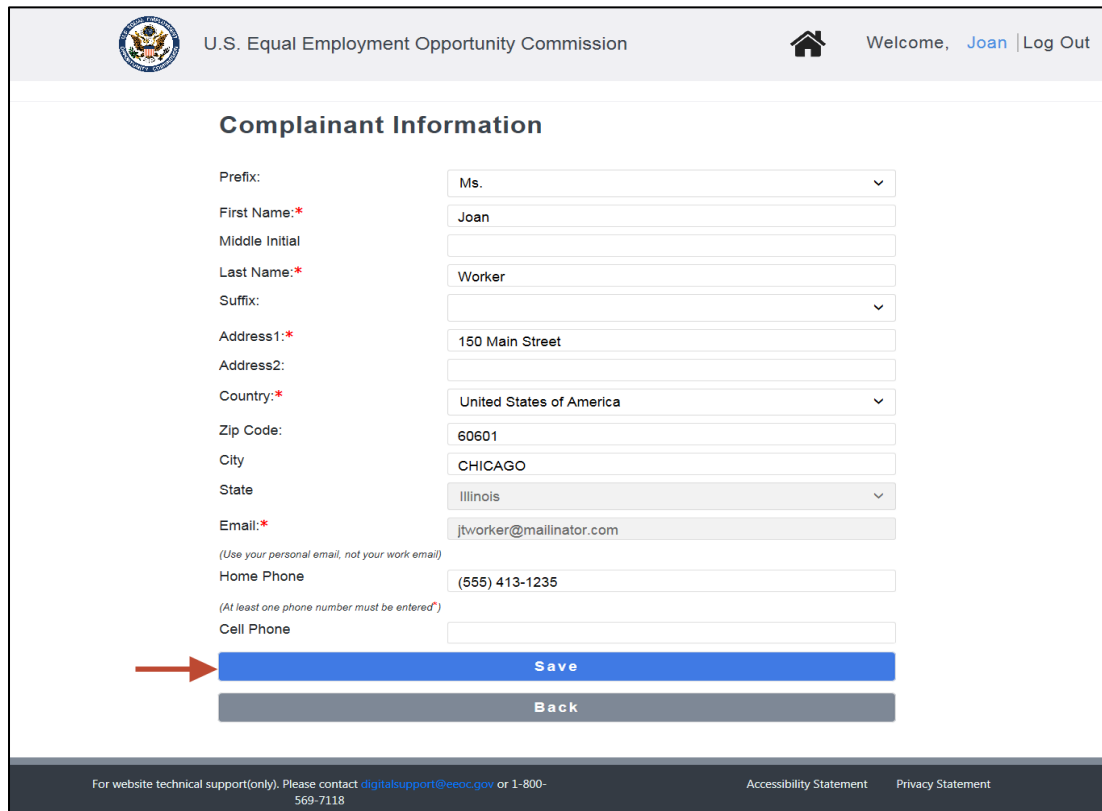 U.S. Equal Employment Opportunity Commission
Welcome, Joan | Log Out
Complainant Information
Prefix: Ms.
First Name:* Joan
Middle Initial
Last Name:* Worker
Suffix:
Address1:* 150 Main Street
Address2:
Country:* United States of America
Zip Code: 60601
City CHICAGO
State Illinois
Email:* jtworker@mailinator.com
(Use your personal email, not your work email)
Home Phone (555) 413-1235
(At least one phone number must be entered*)
Cell Phone
Save
Back
For website technical support(only). Please contact digitalsupport@eeoc.gov or 1-800-
569-7118
Accessibility Statement Privacy Statement